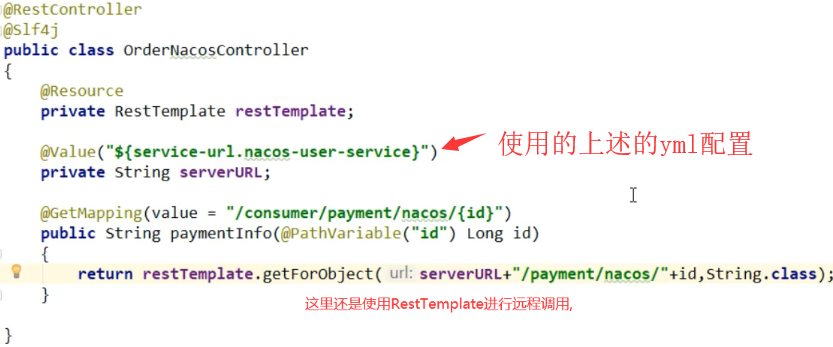 @RestController
@Slf4j
public class OrderNacosController
{
@Resource
private RestTemplate restTemplate;
@Value("${service-url.nacos-user-service}") 使用的上述的yml配置
private String serverURL;
@GetMapping(value = "/consumer/payment/nacos/{id}")
public String paymentInfo(@PathVariable("id") Long id)
{
return restTemplate.getForObject( url: serverURL+"/payment/nacos/"+id,String.class);
}
这里还是使用RestTemplate进行远程调用,
}